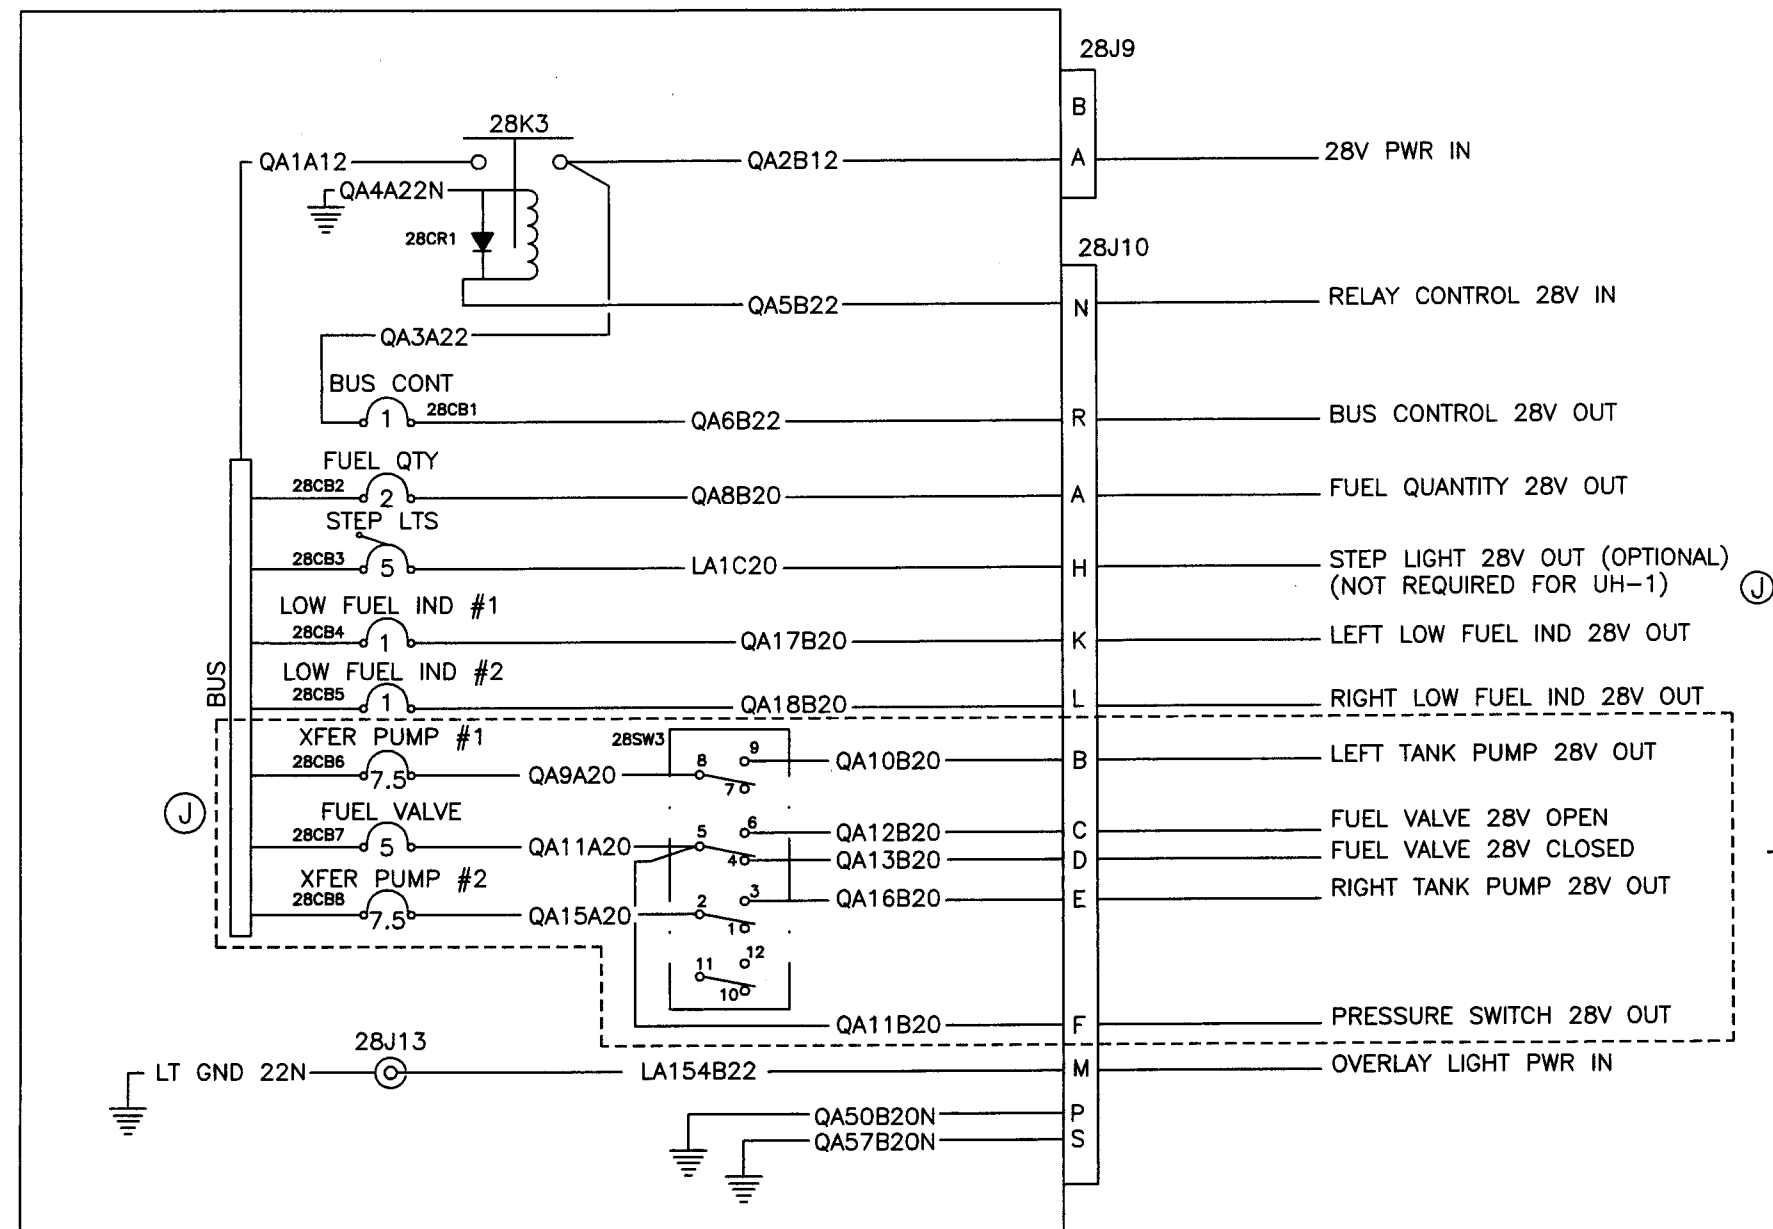 28J9
B
28K3
QA1A12 QA2B12 A 28V PWR IN
QA4A22N
28CR1
28J10
QA5B22 N RELAY CONTROL 28V IN
QA3A22
BUS CONT
1 28CB1 QA6B22 R BUS CONTROL 28V OUT
FUEL QTY
28CB2 2 QA8B20 A FUEL QUANTITY 28V OUT
STEP LTS
28CB3 5 LA1C20 H STEP LIGHT 28V OUT (OPTIONAL)
(NOT REQUIRED FOR UH-1) J
LOW FUEL IND #1
28CB4 1 QA17B20 K LEFT LOW FUEL IND 28V OUT
BUS
LOW FUEL IND #2
28CB5 1 QA18B20 L RIGHT LOW FUEL IND 28V OUT
XFER PUMP #1 28SW3
28CB6 7.5 QA9A20 8 9 7 QA10B20 B LEFT TANK PUMP 28V OUT
J
FUEL VALVE
28CB7 5 QA11A20 5 6 QA12B20 C FUEL VALVE 28V OPEN
4 QA13B20 D FUEL VALVE 28V CLOSED
XFER PUMP #2
28CB8 7.5 QA15A20 2 3 1 QA16B20 E RIGHT TANK PUMP 28V OUT
11 12
10
QA11B20 F PRESSURE SWITCH 28V OUT
28J13
LT GND 22N LA154B22 M OVERLAY LIGHT PWR IN
QA50B20N P
QA57B20N S